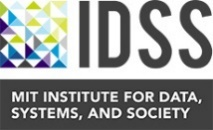 IDSS
MIT INSTITUTE FOR DATA,
SYSTEMS, AND SOCIETY